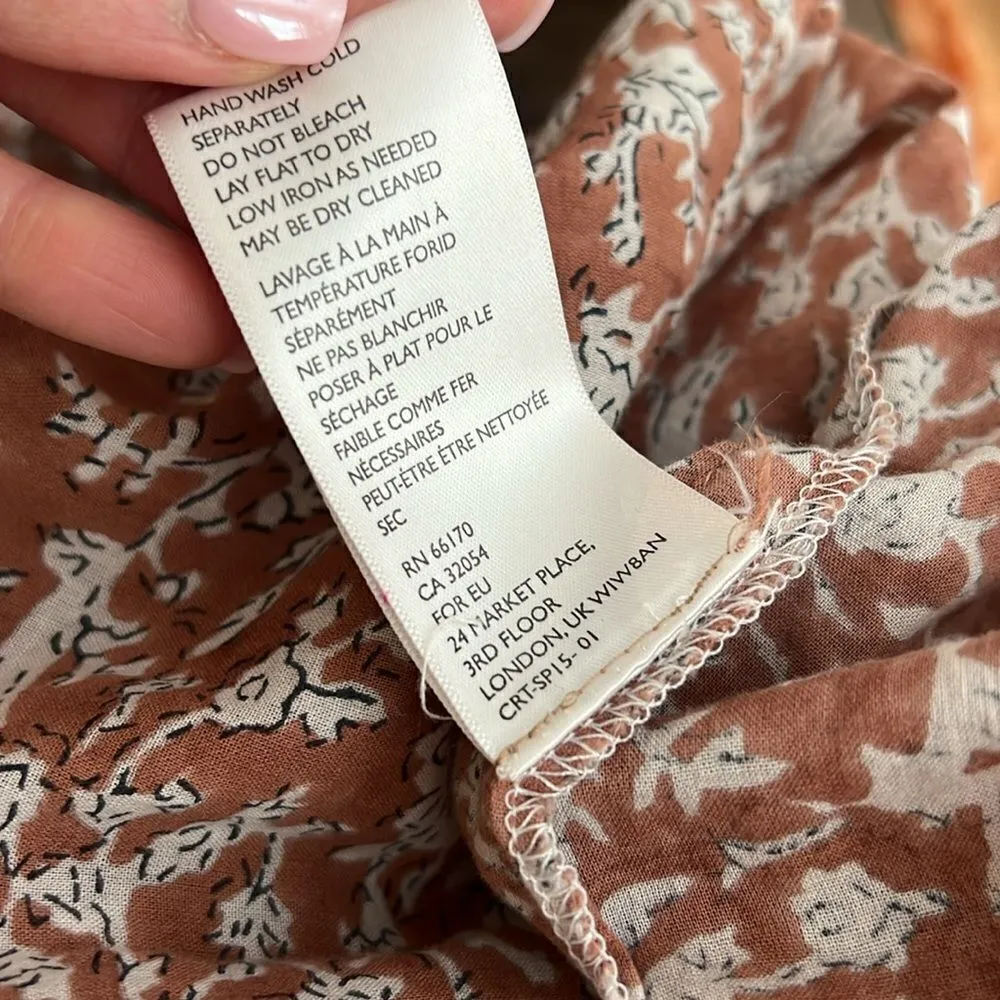 HAND WASH COLD
SEPARATELY
DO NOT BLEACH
LAY FLAT TO DRY
LOW IRON AS NEEDED
MAY BE DRY CLEANED
LAVAGE À LA MAIN À
TEMPÉRATURE FORID
SÉPARÉMENT
NE PAS BLANCHIR
POSER À PLAT POUR LE
SÉCHAGE
FAIBLE COMME FER
NÉCESSAIRES
PEUT-ÊTRE ÈTRE NETTOYÉE
SEC
RN 66170
CA 32054
FOR EU
24 MARKET PLACE,
3RD FLOOR
LONDON, UK WIW8AN
CRT-SP15- 01